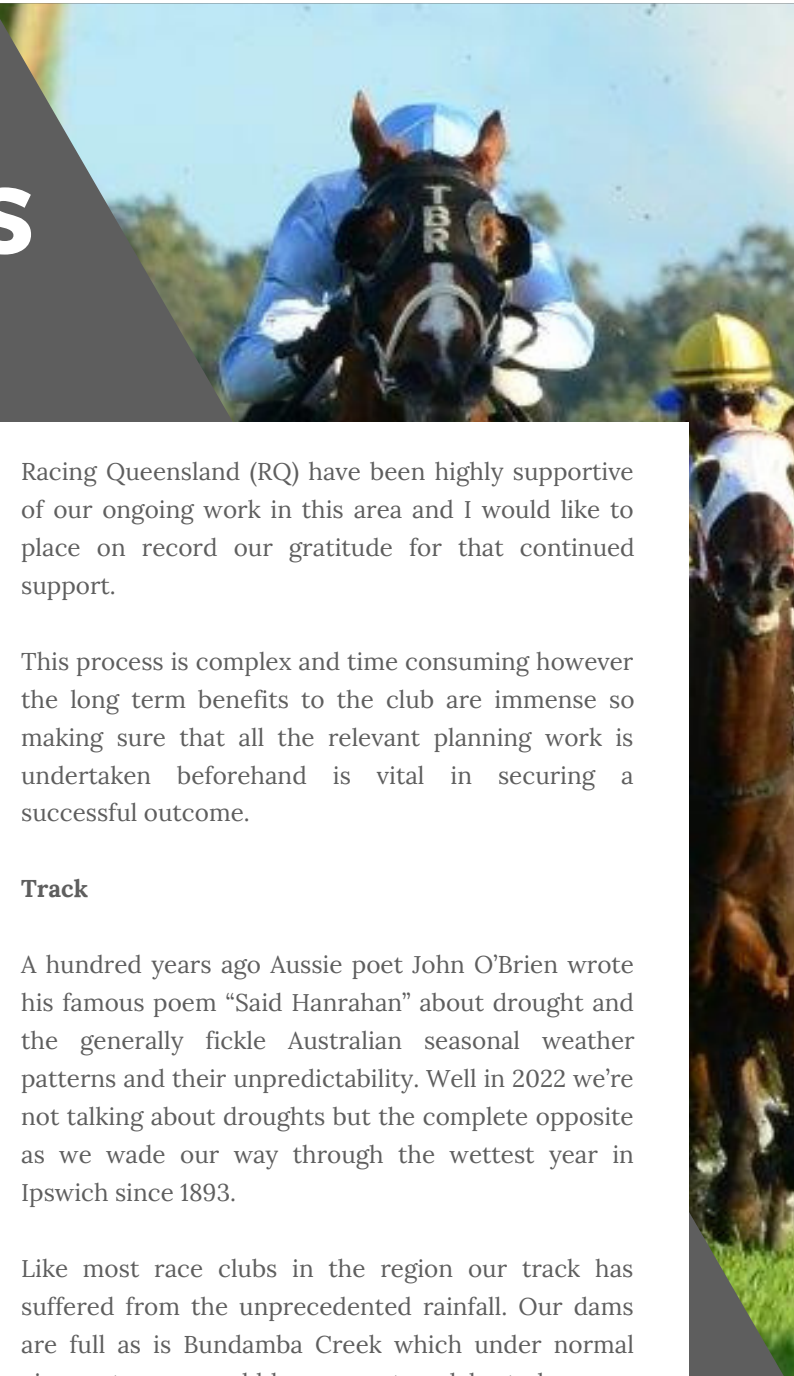 s
TBR
Racing Queensland (RQ) have been highly supportive
of our ongoing work in this area and I would like to
place on record our gratitude for that continued
support.
This process is complex and time consuming however
the long term benefits to the club are immense so
making sure that all the relevant planning work is
undertaken beforehand is vital in securing a
successful outcome.
Track
A hundred years ago Aussie poet John O’Brien wrote
his famous poem “Said Hanrahan” about drought and
the generally fickle Australian seasonal weather
patterns and their unpredictability. Well in 2022 we’re
not talking about droughts but the complete opposite
as we wade our way through the wettest year in
Ipswich since 1893.
Like most race clubs in the region our track has
suffered from the unprecedented rainfall. Our dams
are full as is Bundamba Creek which under normal